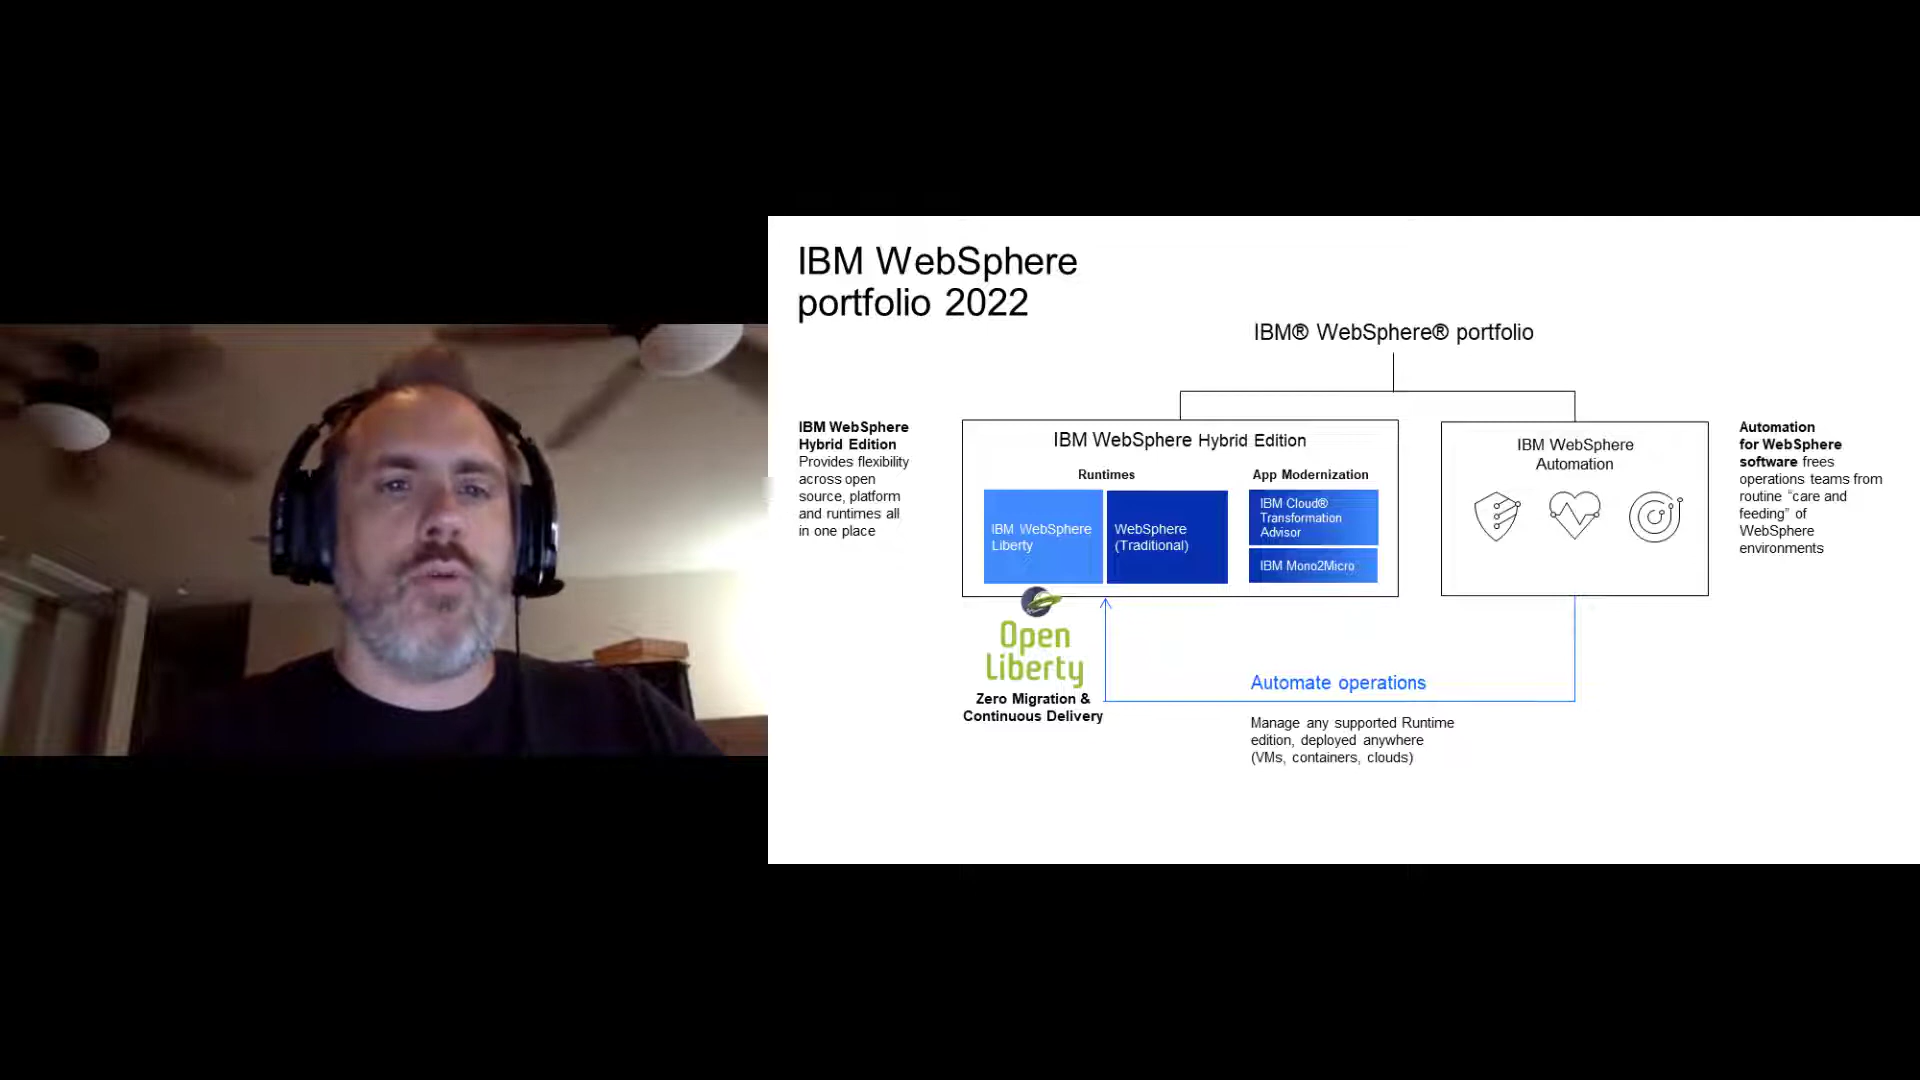 IBM WebSphere
portfolio 2022
IBM® WebSphere® portfolio
IBM WebSphere
Hybrid Edition
Provides flexibility
across open
source, platform
and runtimes all
in one place
IBM WebSphere Hybrid Edition
Runtimes
App Modernization
IBM WebSphere
Liberty
WebSphere
(Traditional)
IBM Cloud®
Transformation
Advisor
IBM Mono2Micro
IBM WebSphere
Automation
Automation
for WebSphere
software frees
operations teams from
routine “care and
feeding” of
WebSphere
environments
Open
Liberty
Zero Migration &
Continuous Delivery
Automate operations
Manage any supported Runtime
edition, deployed anywhere
(VMs, containers, clouds)